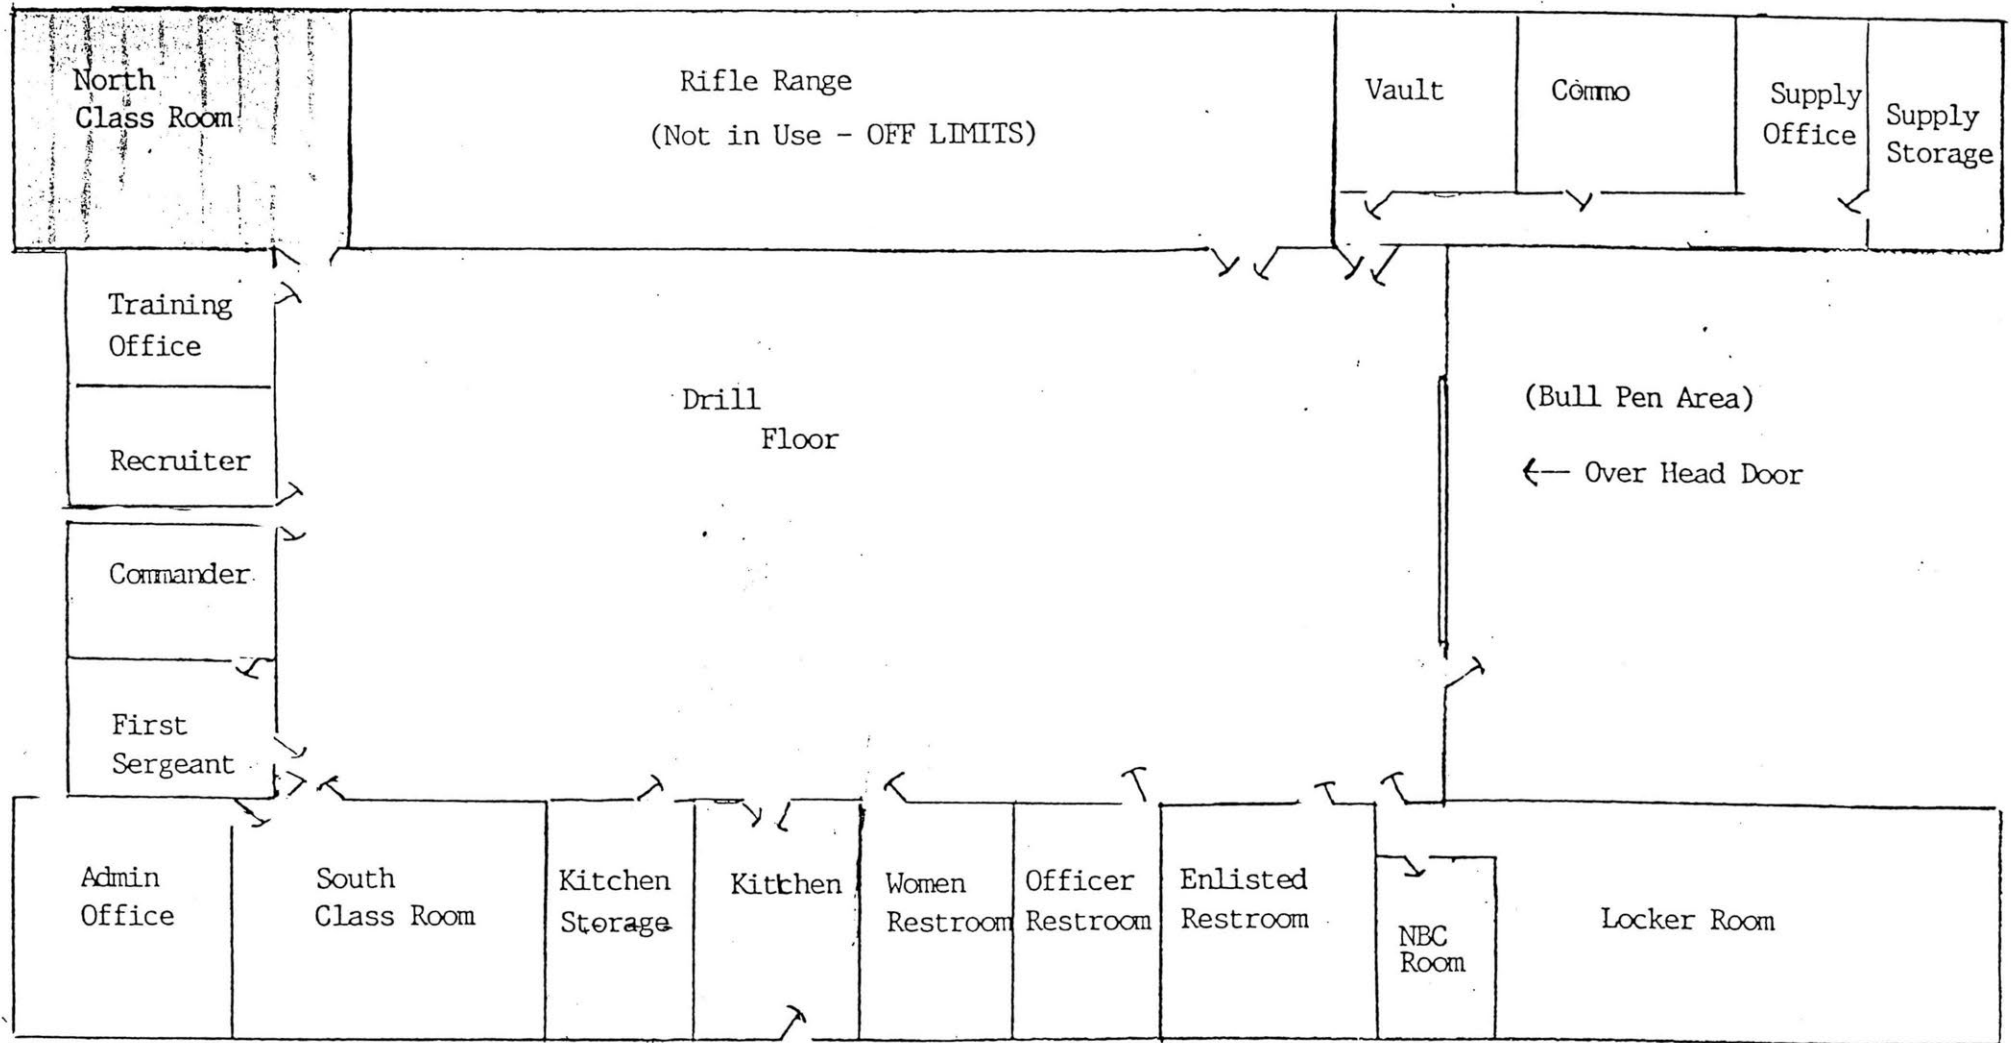 North
Class Room
Rifle Range
(Not in Use - OFF LIMITS)
Vault
Commo
Supply
Office
Supply
Storage
Training
Office
Recruiter
Commander
First
Sergeant
Drill
Floor
(Bull Pen Area)
<-- Over Head Door
Admin
Office
South
Class Room
Kitchen
Storage
Kitchen
Women
Restroom
Officer
Restroom
Enlisted
Restroom
NBC
Room
Locker Room